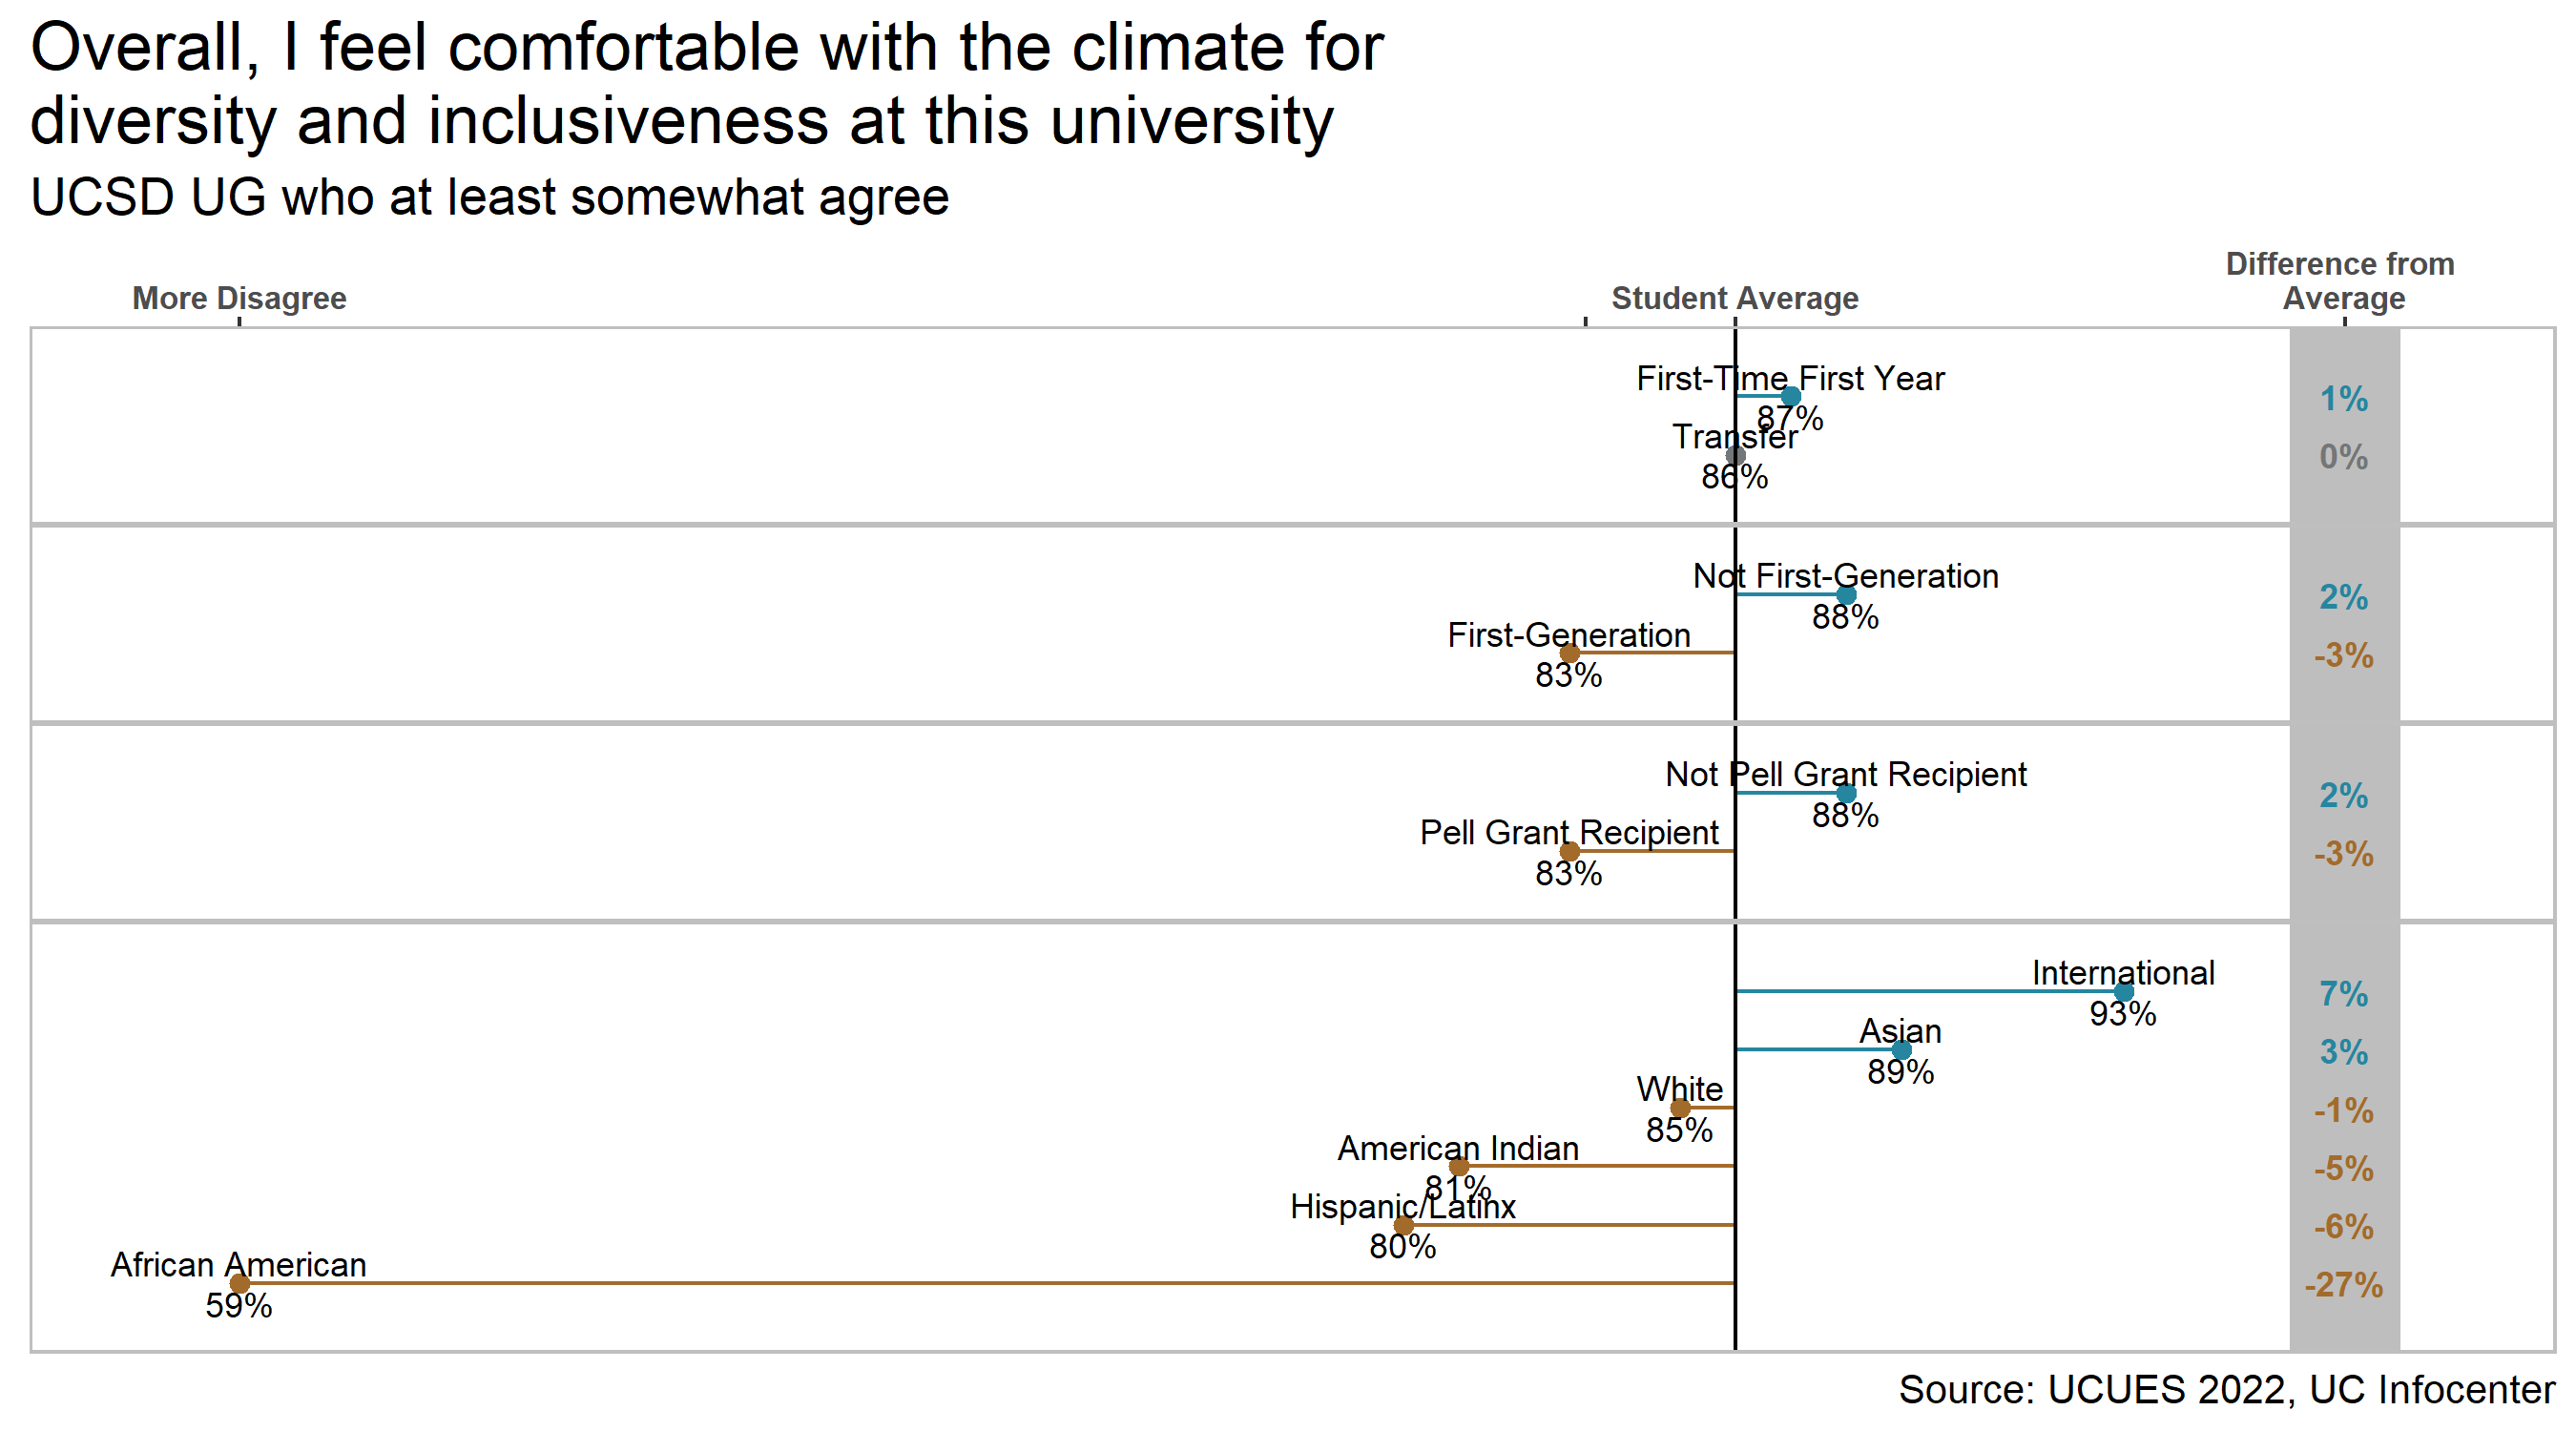 Overall, I feel comfortable with the climate for
diversity and inclusiveness at this university
UCSD UG who at least somewhat agree
More Disagree
Student Average
Difference from
Average
First-Time First Year
87%
1%
Transfer
86%
0%
Not First-Generation
88%
2%
First-Generation
83%
-3%
Not Pell Grant Recipient
88%
2%
Pell Grant Recipient
83%
-3%
International
93%
7%
Asian
89%
3%
White
85%
-1%
American Indian
81%
-5%
Hispanic/Latinx
80%
-6%
African American
59%
-27%
Source: UCUES 2022, UC Infocenter